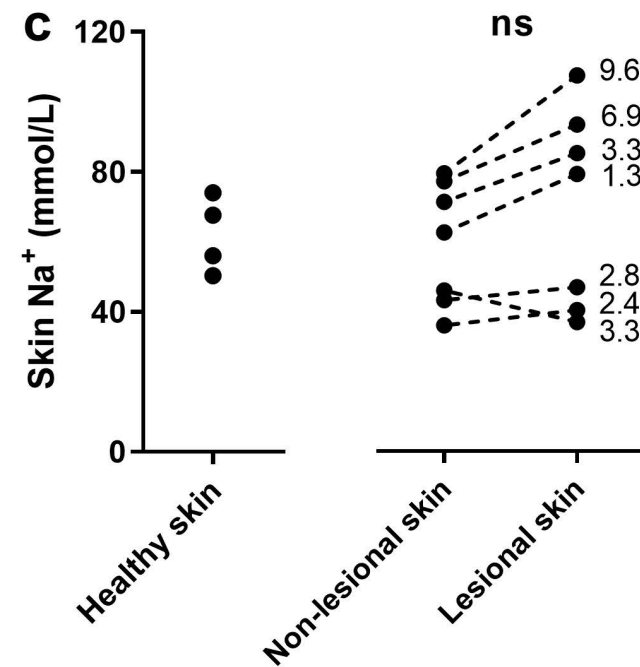 c
ns
120
80
40
0
Skin Na⁺ (mmol/L)
9.6
6.9
3.3
1.3
2.8
2.4
3.3
Healthy skin
Non-lesional skin
Lesional skin